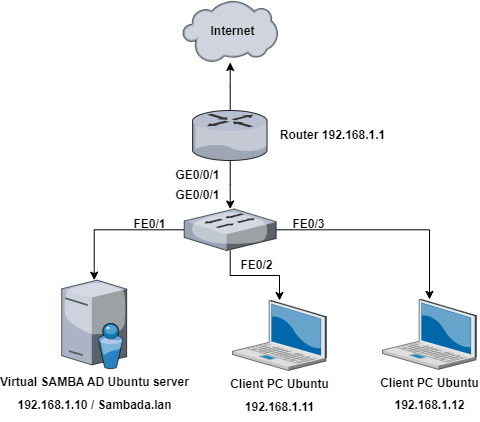 Internet
Router 192.168.1.1
GE0/0/1
GE0/0/1
FE0/1
FE0/3
FE0/2
Virtual SAMBA AD Ubuntu server
192.168.1.10 / Sambada.lan
Client PC Ubuntu
192.168.1.11
Client PC Ubuntu
192.168.1.12